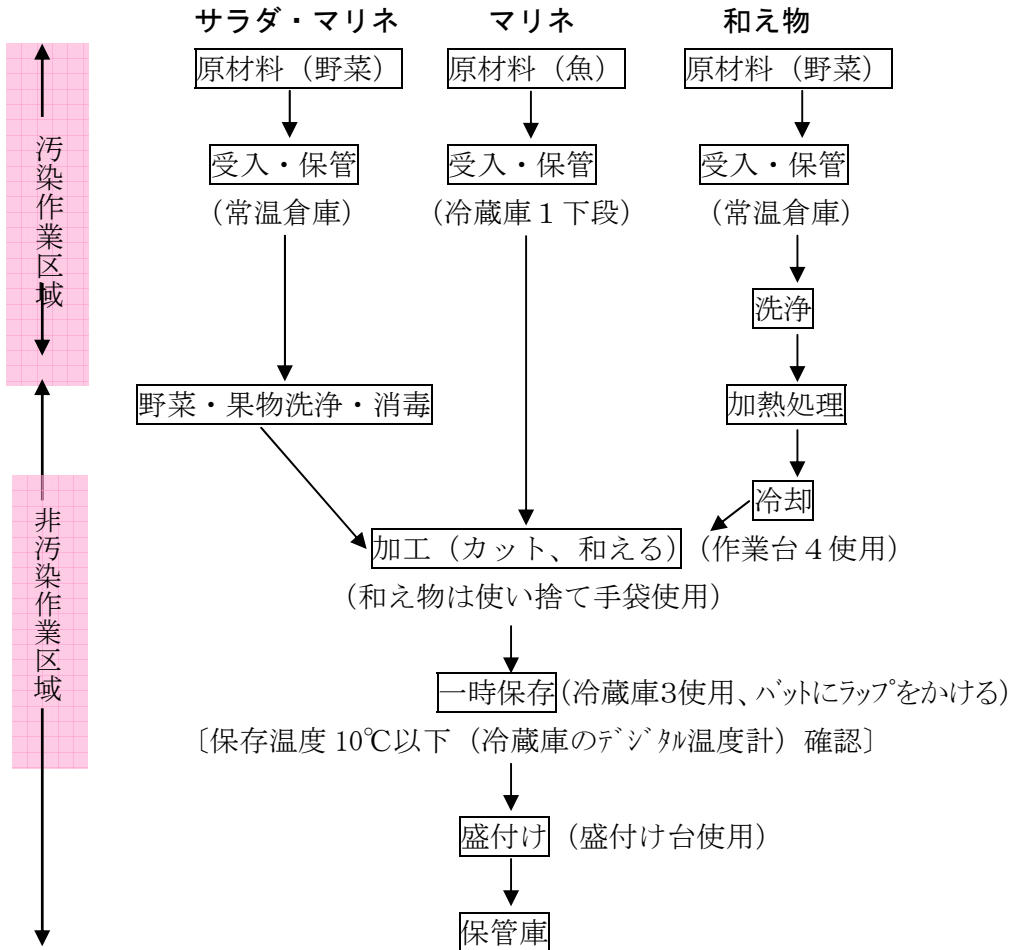 サラダ・マリネ マリネ 和え物
原材料（野菜） 原材料（魚） 原材料（野菜）
受入・保管 受入・保管 受入・保管
（常温倉庫） （冷蔵庫１下段） （常温倉庫）
汚染作業区域
洗浄
野菜・果物洗浄・消毒 加熱処理
冷却
非汚染作業区域
加工（カット、和える） （作業台４使用）
（和え物は使い捨て手袋使用）
一時保存(冷蔵庫3使用、ﾊﾞｯﾄにﾗｯﾌﾟをかける)
〔保存温度 10℃以下（冷蔵庫のﾃﾞｼﾞﾀﾙ温度計）確認〕
盛付け （盛付け台使用）
保管庫